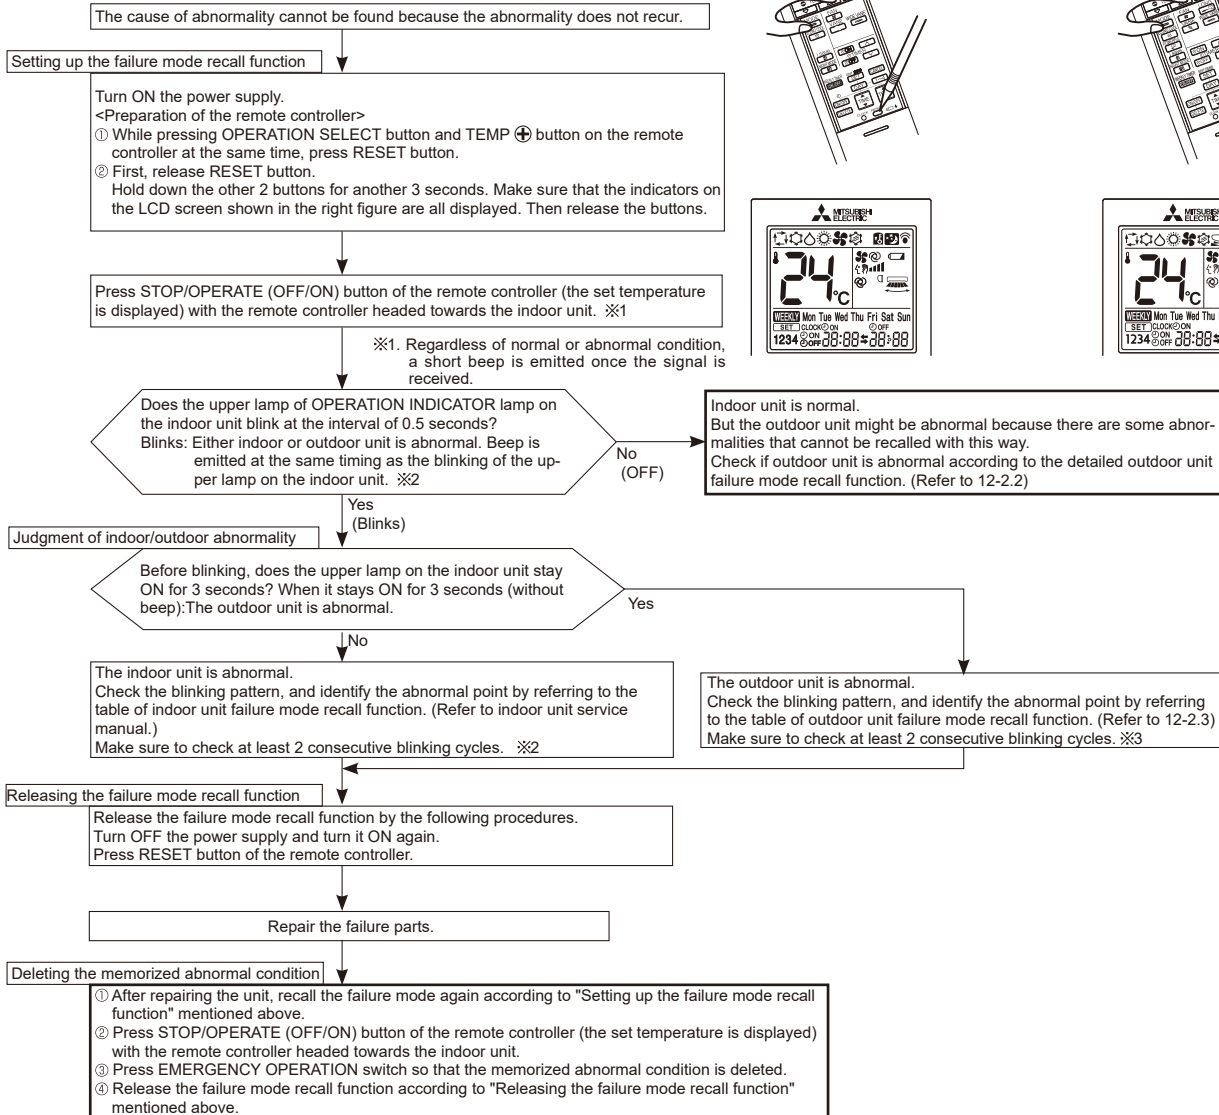 The cause of abnormality cannot be found because the abnormality does not recur.
Setting up the failure mode recall function
Turn ON the power supply.
<Preparation of the remote controller>
① While pressing OPERATION SELECT button and TEMP ⊕ button on the remote
controller at the same time, press RESET button.
② First, release RESET button.
Hold down the other 2 buttons for another 3 seconds. Make sure that the indicators on
the LCD screen shown in the right figure are all displayed. Then release the buttons.
MITSUBISHI
ELECTRIC
24°C
WEEKLY Mon Tue Wed Thu Fri Sat Sun
SET CLOCK ON OFF
1234 ON OFF 88:88 88:88
MITSUBISHI
ELECTRIC
24°C
WEEKLY Mon Tue Wed Thu
SET CLOCK ON
1234 ON OFF 88:88
Press STOP/OPERATE (OFF/ON) button of the remote controller (the set temperature
is displayed) with the remote controller headed towards the indoor unit. ※1
※1. Regardless of normal or abnormal condition,
a short beep is emitted once the signal is
received.
Does the upper lamp of OPERATION INDICATOR lamp on
the indoor unit blink at the interval of 0.5 seconds?
Blinks: Either indoor or outdoor unit is abnormal. Beep is
emitted at the same timing as the blinking of the up-
per lamp on the indoor unit. ※2
No
(OFF)
Indoor unit is normal.
But the outdoor unit might be abnormal because there are some abnor-
malities that cannot be recalled with this way.
Check if outdoor unit is abnormal according to the detailed outdoor unit
failure mode recall function. (Refer to 12-2.2)
Yes
(Blinks)
Judgment of indoor/outdoor abnormality
Before blinking, does the upper lamp on the indoor unit stay
ON for 3 seconds? When it stays ON for 3 seconds (without
beep):The outdoor unit is abnormal.
Yes
No
The indoor unit is abnormal.
Check the blinking pattern, and identify the abnormal point by referring to the
table of indoor unit failure mode recall function. (Refer to indoor unit service
manual.)
Make sure to check at least 2 consecutive blinking cycles. ※2
The outdoor unit is abnormal.
Check the blinking pattern, and identify the abnormal point by referring
to the table of outdoor unit failure mode recall function. (Refer to 12-2.3)
Make sure to check at least 2 consecutive blinking cycles. ※3
Releasing the failure mode recall function
Release the failure mode recall function by the following procedures.
Turn OFF the power supply and turn it ON again.
Press RESET button of the remote controller.
Repair the failure parts.
Deleting the memorized abnormal condition
① After repairing the unit, recall the failure mode again according to "Setting up the failure mode recall
function" mentioned above.
② Press STOP/OPERATE (OFF/ON) button of the remote controller (the set temperature is displayed)
with the remote controller headed towards the indoor unit.
③ Press EMERGENCY OPERATION switch so that the memorized abnormal condition is deleted.
④ Release the failure mode recall function according to "Releasing the failure mode recall function"
mentioned above.